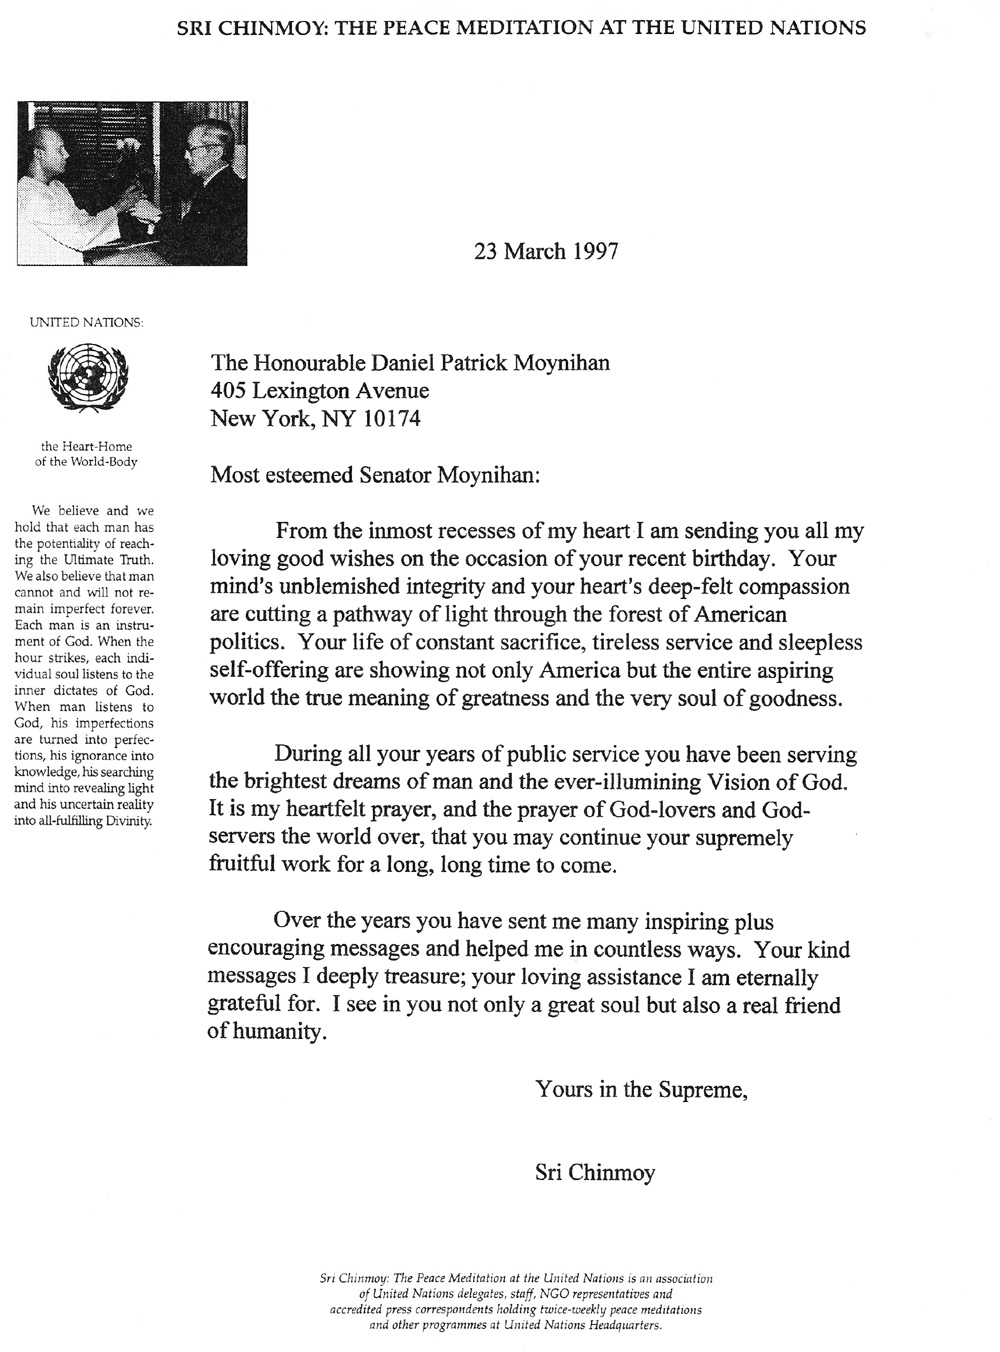 SRI CHINMOY: THE PEACE MEDITATION AT THE UNITED NATIONS
23 March 1997
UNITED NATIONS:
the Heart-Home
of the World-Body
We believe and we
hold that each man has
the potentiality of reach-
ing the Ultimate Truth.
We also believe that man
cannot and will not re-
main imperfect forever.
Each man is an instru-
ment of God. When the
hour strikes, each indi-
vidual soul listens to the
inner dictates of God.
When man listens to
God, his imperfections
are turned into perfec-
tions, his ignorance into
knowledge, his searching
mind into revealing light
and his uncertain reality
into all-fulfilling Divinity.
The Honourable Daniel Patrick Moynihan
405 Lexington Avenue
New York, NY 10174
Most esteemed Senator Moynihan:
From the inmost recesses of my heart I am sending you all my
loving good wishes on the occasion of your recent birthday. Your
mind's unblemished integrity and your heart's deep-felt compassion
are cutting a pathway of light through the forest of American
politics. Your life of constant sacrifice, tireless service and sleepless
self-offering are showing not only America but the entire aspiring
world the true meaning of greatness and the very soul of goodness.
During all your years of public service you have been serving
the brightest dreams of man and the ever-illumining Vision of God.
It is my heartfelt prayer, and the prayer of God-lovers and God-
servers the world over, that you may continue your supremely
fruitful work for a long, long time to come.
Over the years you have sent me many inspiring plus
encouraging messages and helped me in countless ways. Your kind
messages I deeply treasure; your loving assistance I am eternally
grateful for. I see in you not only a great soul but also a real friend
of humanity.
Yours in the Supreme,
Sri Chinmoy
Sri Chinmoy: The Peace Meditation at the United Nations is an association
of United Nations delegates, staff, NGO representatives and
accredited press correspondents holding twice-weekly peace meditations
and other programmes at United Nations Headquarters.